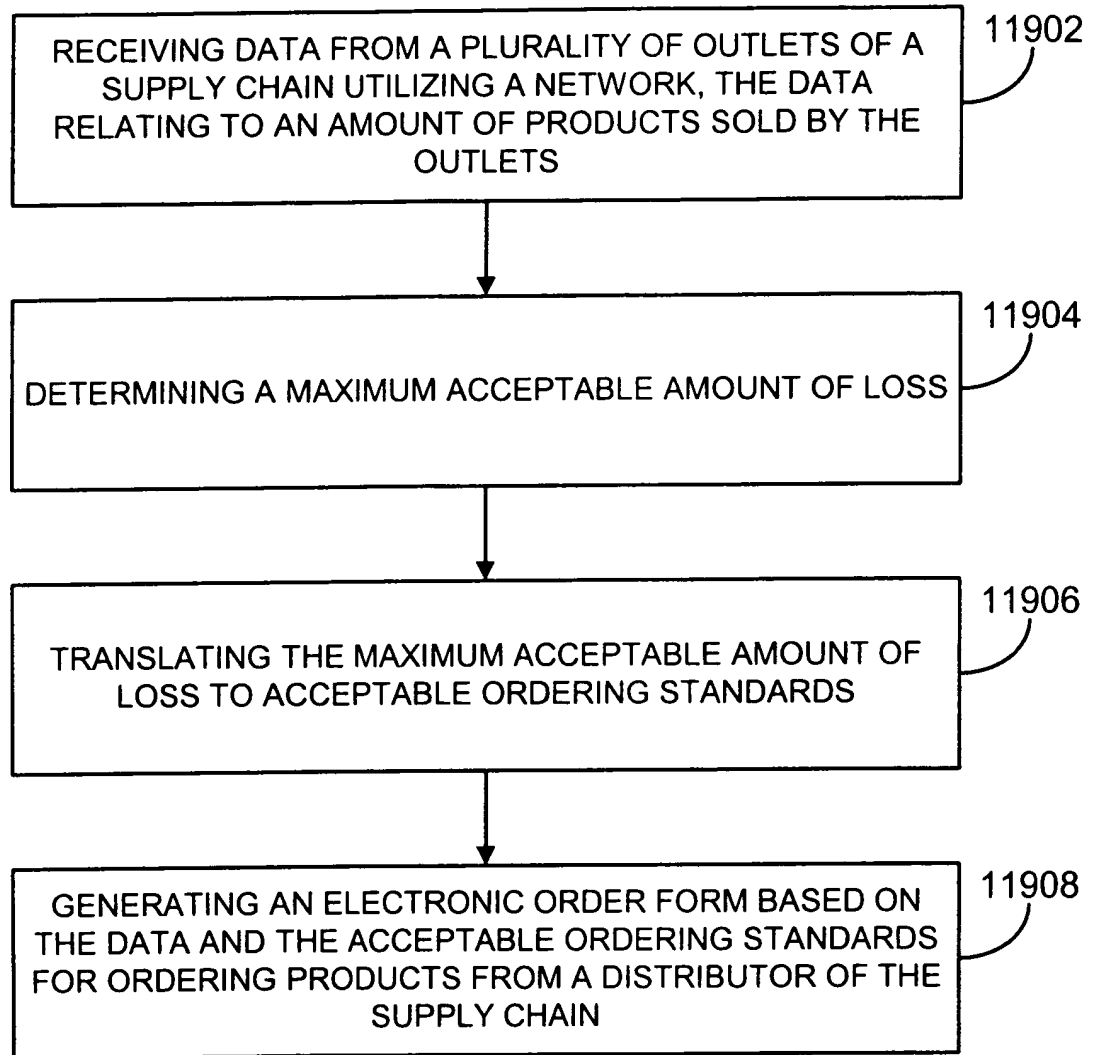 RECEIVING DATA FROM A PLURALITY OF OUTLETS OF A
SUPPLY CHAIN UTILIZING A NETWORK, THE DATA
RELATING TO AN AMOUNT OF PRODUCTS SOLD BY THE
OUTLETS
11902
DETERMINING A MAXIMUM ACCEPTABLE AMOUNT OF LOSS
11904
TRANSLATING THE MAXIMUM ACCEPTABLE AMOUNT OF
LOSS TO ACCEPTABLE ORDERING STANDARDS
11906
GENERATING AN ELECTRONIC ORDER FORM BASED ON
THE DATA AND THE ACCEPTABLE ORDERING STANDARDS
FOR ORDERING PRODUCTS FROM A DISTRIBUTOR OF THE
SUPPLY CHAIN
11908